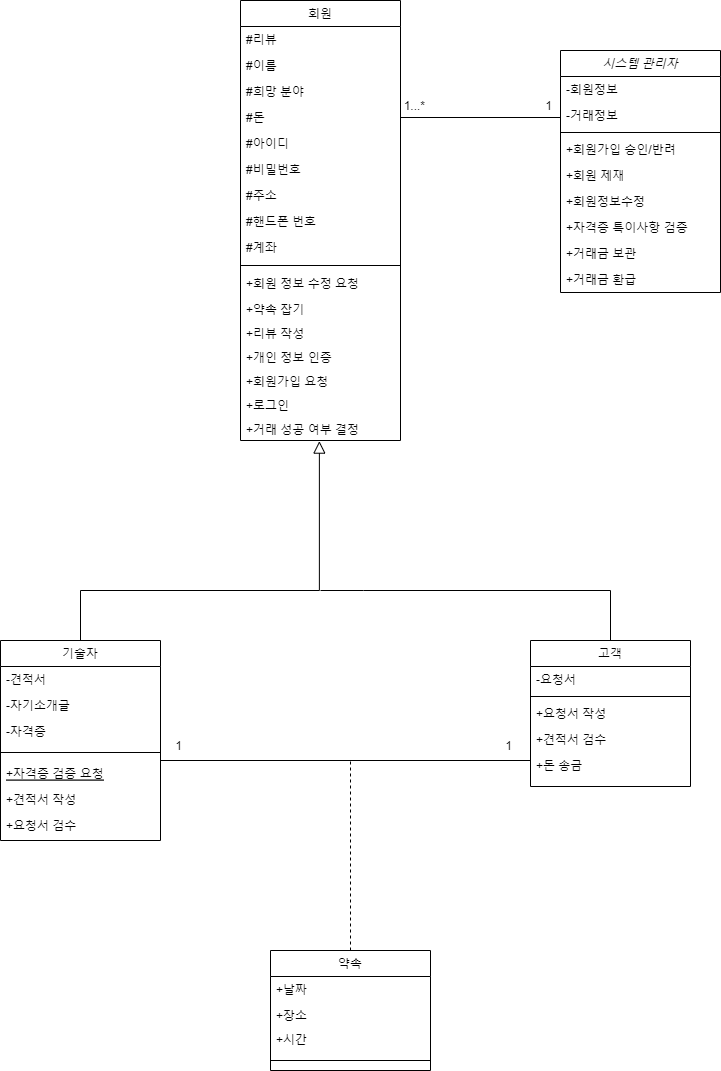 회원
#리뷰
#이름
#희망 분야
#돈
#아이디
#비밀번호
#주소
#핸드폰 번호
#계좌
+회원 정보 수정 요청
+약속 잡기
+리뷰 작성
+개인 정보 인증
+회원가입 요청
+로그인
+거래 성공 여부 결정
1...*
1
시스템 관리자
-회원정보
-거래정보
+회원가입 승인/반려
+회원 제재
+회원정보수정
+자격증 특이사항 검증
+거래금 보관
+거래금 환급
기술자
-견적서
-자기소개글
-자격증
+자격증 검증 요청
+견적서 작성
+요청서 검수
1
1
고객
-요청서
+요청서 작성
+견적서 검수
+돈 송금
약속
+날짜
+장소
+시간